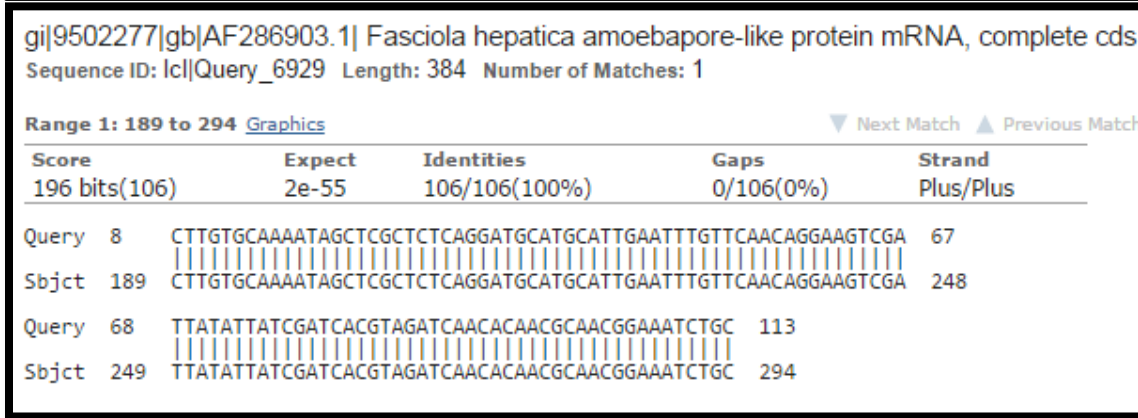 gi|9502277|gb|AF286903.1| Fasciola hepatica amoebapore-like protein mRNA, complete cds
Sequence ID: lcl|Query_6929 Length: 384 Number of Matches: 1
Range 1: 189 to 294 Graphics ▼ Next Match ▲ Previous Match
Score Expect Identities Gaps Strand
196 bits(106) 2e-55 106/106(100%) 0/106(0%) Plus/Plus
Query 8 CTTGTGCAAAATAGCTCGCTCTCAGGATGCATGCATTGAATTTGTTCAACAGGAAGTCGA 67
||||||||||||||||||||||||||||||||||||||||||||||||||||||||||||
Sbjct 189 CTTGTGCAAAATAGCTCGCTCTCAGGATGCATGCATTGAATTTGTTCAACAGGAAGTCGA 248
Query 68 TTATATTATCGATCACGTAGATCAACACAACGCAACGGAAATCTGC 113
||||||||||||||||||||||||||||||||||||||||||||||
Sbjct 249 TTATATTATCGATCACGTAGATCAACACAACGCAACGGAAATCTGC 294